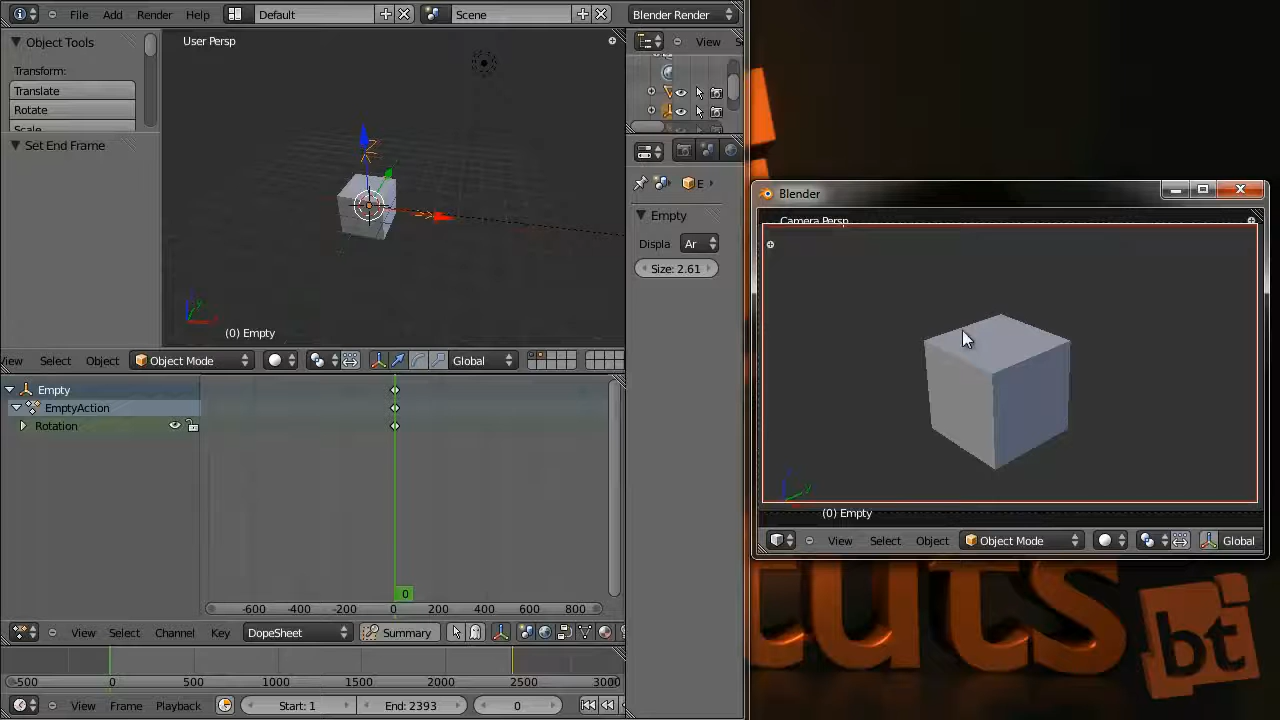 File Add Render Help Default Scene Blender Render
Object Tools
Transform:
Translate
Rotate
Scale
Set End Frame
User Persp
(0) Empty
View
E
Empty
Displa Ar
Size: 2.61
View Select Object Object Mode Global
Empty
EmptyAction
Rotation
0
-600 -400 -200 0 200 400 600 800
View Select Channel Key DopeSheet Summary
-500 0 500 1000 1500 2000 2500 3000
View Frame Playback Start: 1 End: 2393 0
Blender
Camera Persp
(0) Empty
View Select Object Object Mode Global
tuts
bt